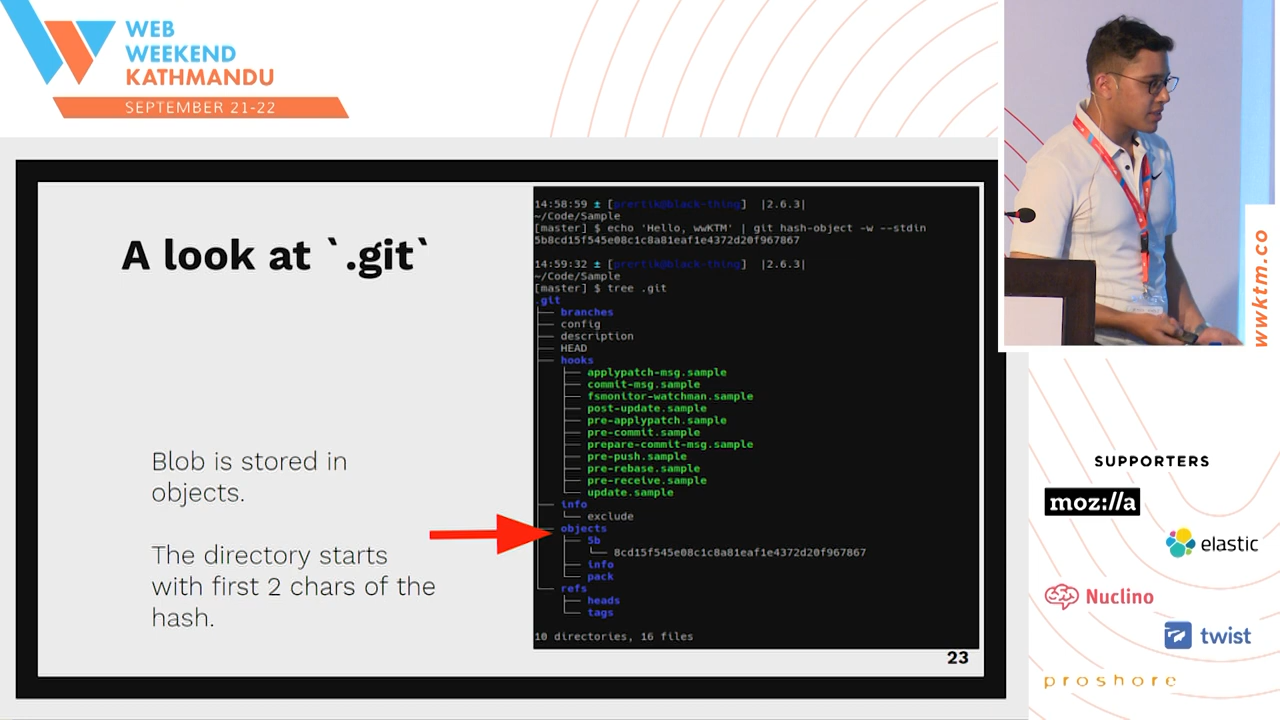 WEB
WEEKEND
KATHMANDU
SEPTEMBER 21-22
A look at `.git`
Blob is stored in
objects.
The directory starts
with first 2 chars of the
hash.
14:58:59 ± [prertik@black-thing] |2.6.3|
~/Code/Sample
[master] $ echo 'Hello, wwKTM' | git hash-object -w --stdin
5b8cd15f545e08c1c8a81eaf1e4372d20f967867
14:59:32 ± [prertik@black-thing] |2.6.3|
~/Code/Sample
[master] $ tree .git
.git
├── branches
├── config
├── description
├── HEAD
├── hooks
│   ├── applypatch-msg.sample
│   ├── commit-msg.sample
│   ├── fsmonitor-watchman.sample
│   ├── post-update.sample
│   ├── pre-applypatch.sample
│   ├── pre-commit.sample
│   ├── prepare-commit-msg.sample
│   ├── pre-push.sample
│   ├── pre-rebase.sample
│   ├── pre-receive.sample
│   └── update.sample
├── info
│   └── exclude
├── objects
│   ├── 5b
│   │   └── 8cd15f545e08c1c8a81eaf1e4372d20f967867
│   ├── info
│   └── pack
└── refs
    ├── heads
    └── tags
10 directories, 16 files
23
wwktm.co
SUPPORTERS
moz://a
elastic
Nuclino
twist
proshore